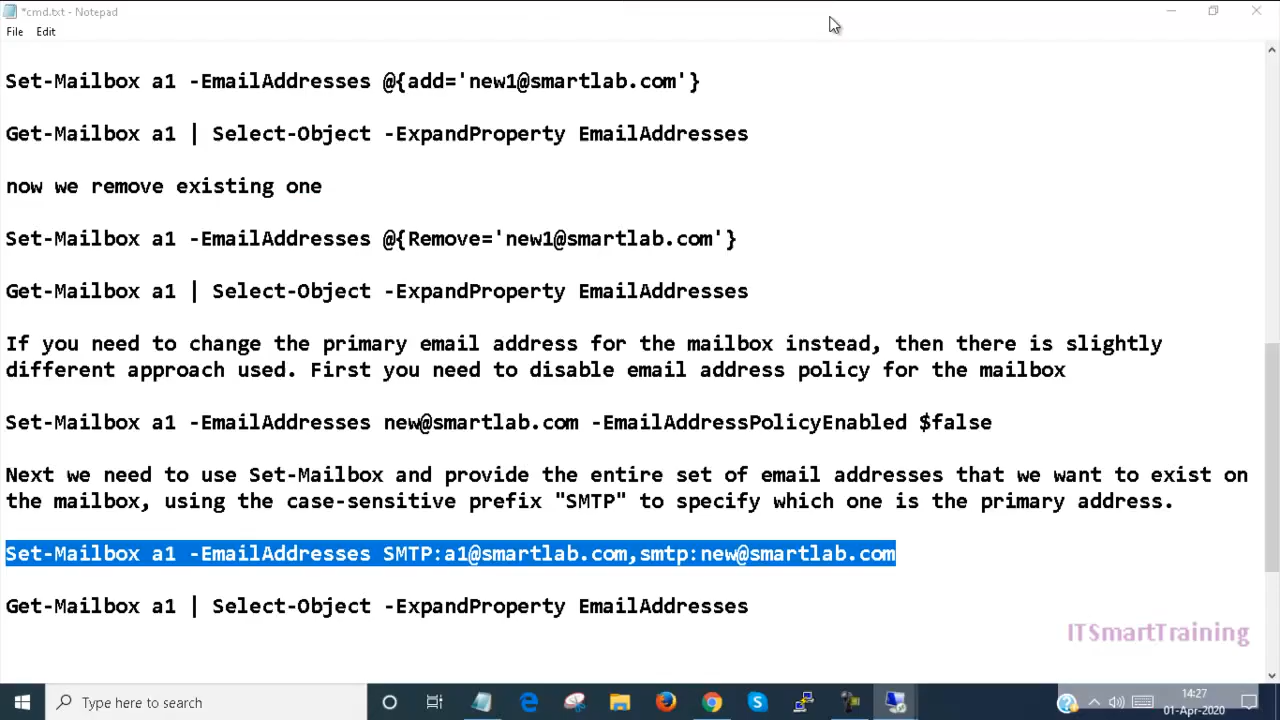 *cmd.txt - Notepad
File Edit
Set-Mailbox a1 -EmailAddresses @{add='new1@smartlab.com'}
Get-Mailbox a1 | Select-Object -ExpandProperty EmailAddresses
now we remove existing one
Set-Mailbox a1 -EmailAddresses @{Remove='new1@smartlab.com'}
Get-Mailbox a1 | Select-Object -ExpandProperty EmailAddresses
If you need to change the primary email address for the mailbox instead, then there is slightly
different approach used. First you need to disable email address policy for the mailbox
Set-Mailbox a1 -EmailAddresses new@smartlab.com -EmailAddressPolicyEnabled $false
Next we need to use Set-Mailbox and provide the entire set of email addresses that we want to exist on
the mailbox, using the case-sensitive prefix "SMTP" to specify which one is the primary address.
Set-Mailbox a1 -EmailAddresses SMTP:a1@smartlab.com,smtp:new@smartlab.com
Get-Mailbox a1 | Select-Object -ExpandProperty EmailAddresses
ITSmartTraining
Type here to search
14:27
01-Apr-2020